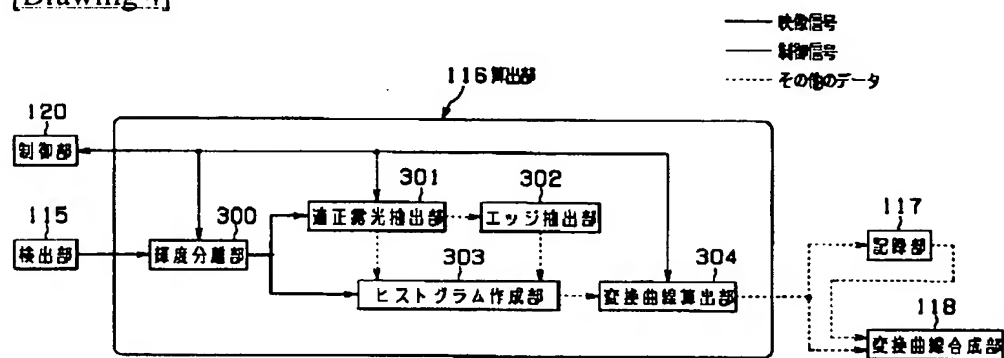 [Drawing 4]
映像信号
制御信号
その他のデータ
116 算出部
120
制御部
301
302
115
300
適正露光抽出部
エッジ抽出部
117
検出部
輝度分離部
303
304
記録部
ヒストグラム作成部
変換曲線算出部
118
変換曲線合成部